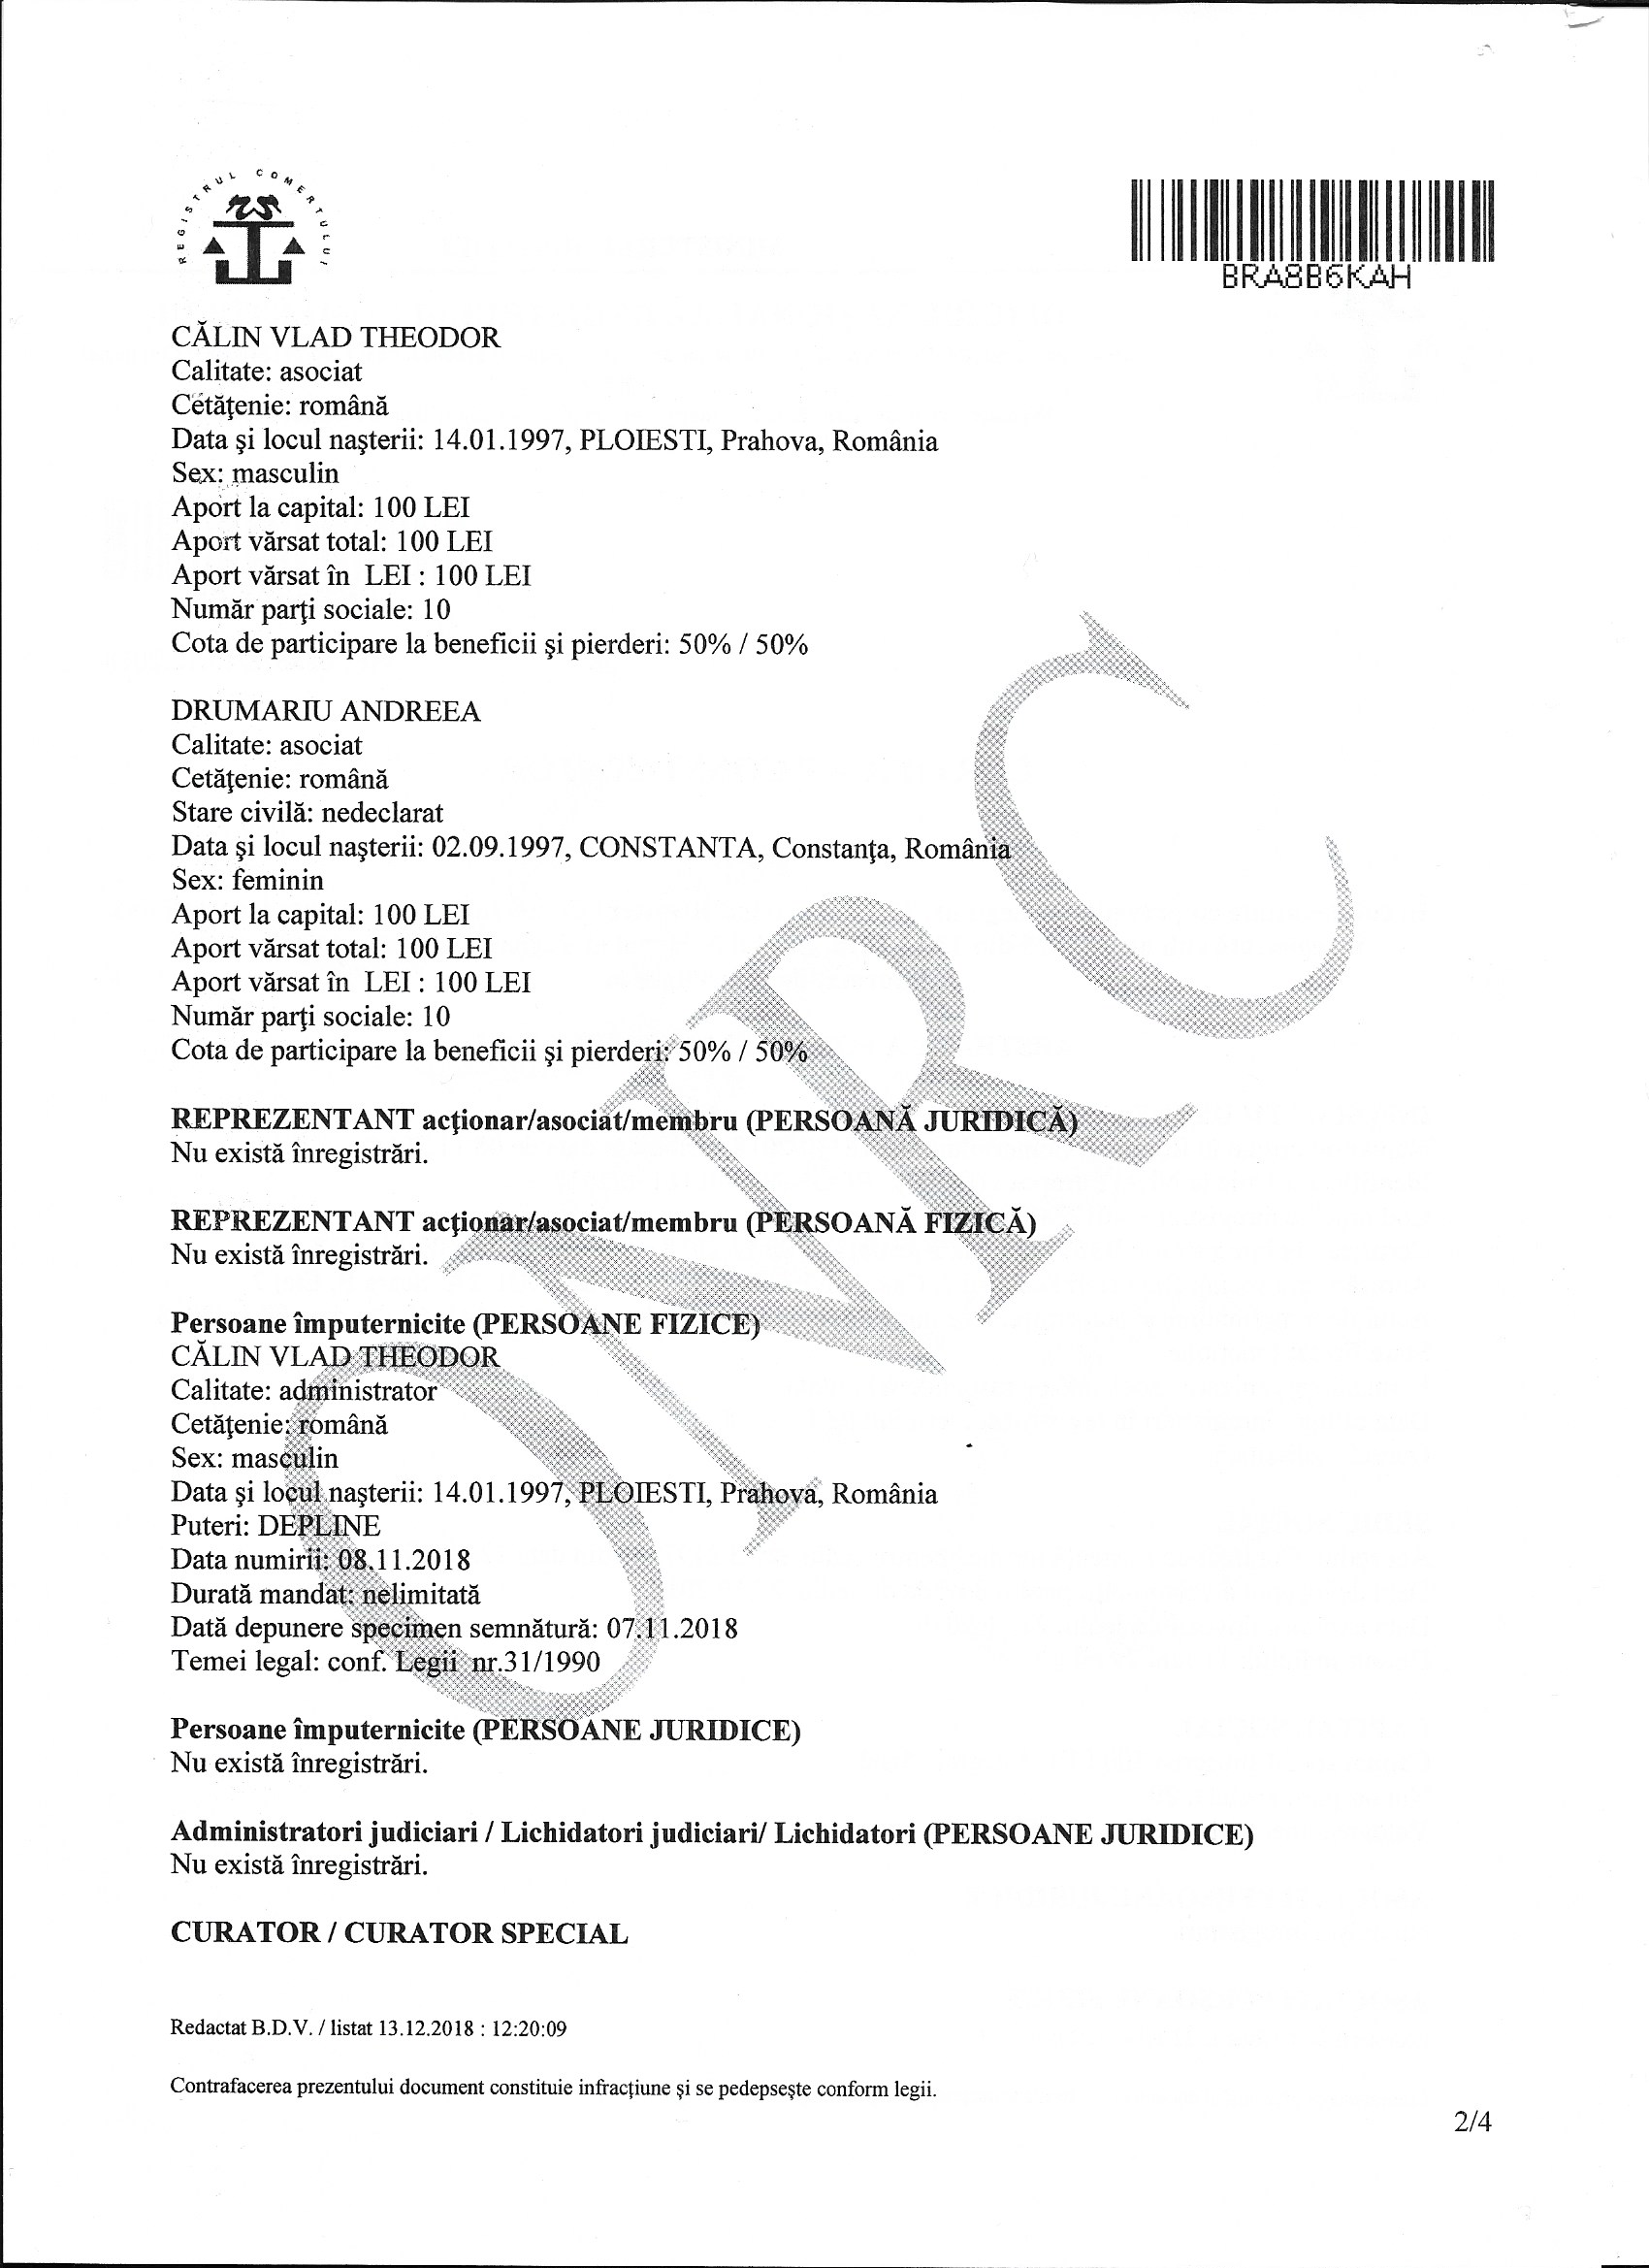 REGISTRUL COMERTULUI
BRA8B6KAH
CĂLIN VLAD THEODOR
Calitate: asociat
Cetăţenie: română
Data şi locul naşterii: 14.01.1997, PLOIESTI, Prahova, România
Sex: masculin
Aport la capital: 100 LEI
Aport vărsat total: 100 LEI
Aport vărsat în LEI : 100 LEI
Număr parţi sociale: 10
Cota de participare la beneficii şi pierderi: 50% / 50%
DRUMARIU ANDREEA
Calitate: asociat
Cetăţenie: română
Stare civilă: nedeclarat
Data şi locul naşterii: 02.09.1997, CONSTANTA, Constanţa, România
Sex: feminin
Aport la capital: 100 LEI
Aport vărsat total: 100 LEI
Aport vărsat în LEI : 100 LEI
Număr parţi sociale: 10
Cota de participare la beneficii şi pierderi: 50% / 50%
REPREZENTANT acţionar/asociat/membru (PERSOANĂ JURIDICĂ)
Nu există înregistrări.
REPREZENTANT acţionar/asociat/membru (PERSOANĂ FIZICĂ)
Nu există înregistrări.
Persoane împuternicite (PERSOANE FIZICE)
CĂLIN VLAD THEODOR
Calitate: administrator
Cetăţenie: română
Sex: masculin
Data şi locul naşterii: 14.01.1997, PLOIESTI, Prahova, România
Puteri: DEPLINE
Data numirii: 08.11.2018
Durată mandat: nelimitată
Dată depunere specimen semnătură: 07.11.2018
Temei legal: conf. Legii nr.31/1990
Persoane împuternicite (PERSOANE JURIDICE)
Nu există înregistrări.
Administratori judiciari / Lichidatori judiciari/ Lichidatori (PERSOANE JURIDICE)
Nu există înregistrări.
CURATOR / CURATOR SPECIAL
Redactat B.D.V. / listat 13.12.2018 : 12:20:09
Contrafacerea prezentului document constituie infracţiune şi se pedepseşte conform legii.
2/4
ONRC